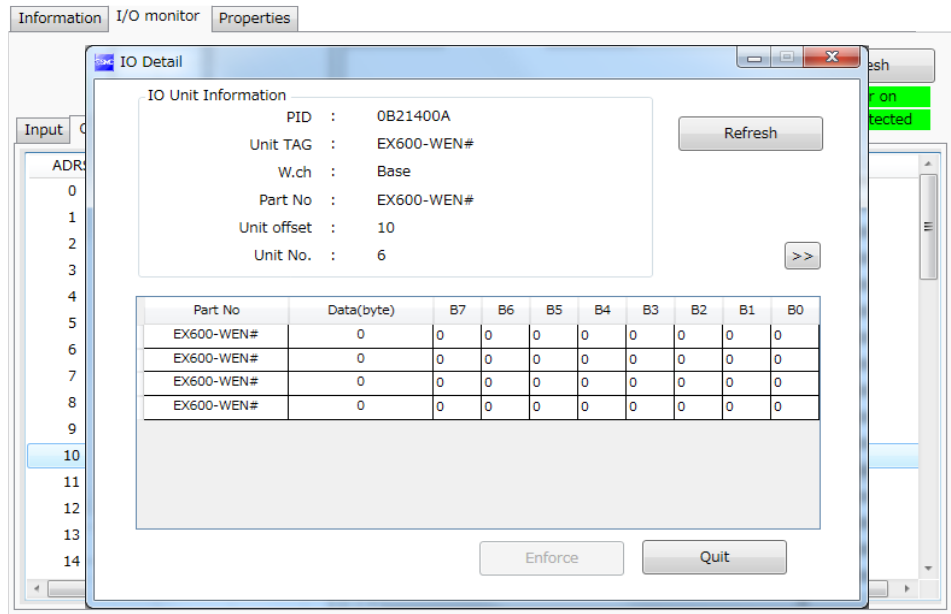 Information I/O monitor Properties
IO Detail
esh
r on
tected
IO Unit Information
PID : 0B21400A
Unit TAG : EX600-WEN#
W.ch : Base
Part No : EX600-WEN#
Unit offset : 10
Unit No. : 6
Refresh
>>
Input
ADRS
0
1
2
3
4
5
6
7
8
9
10
11
12
13
14
Part No Data(byte) B7 B6 B5 B4 B3 B2 B1 B0
EX600-WEN# 0 0 0 0 0 0 0 0 0
EX600-WEN# 0 0 0 0 0 0 0 0 0
EX600-WEN# 0 0 0 0 0 0 0 0 0
EX600-WEN# 0 0 0 0 0 0 0 0 0
Enforce Quit